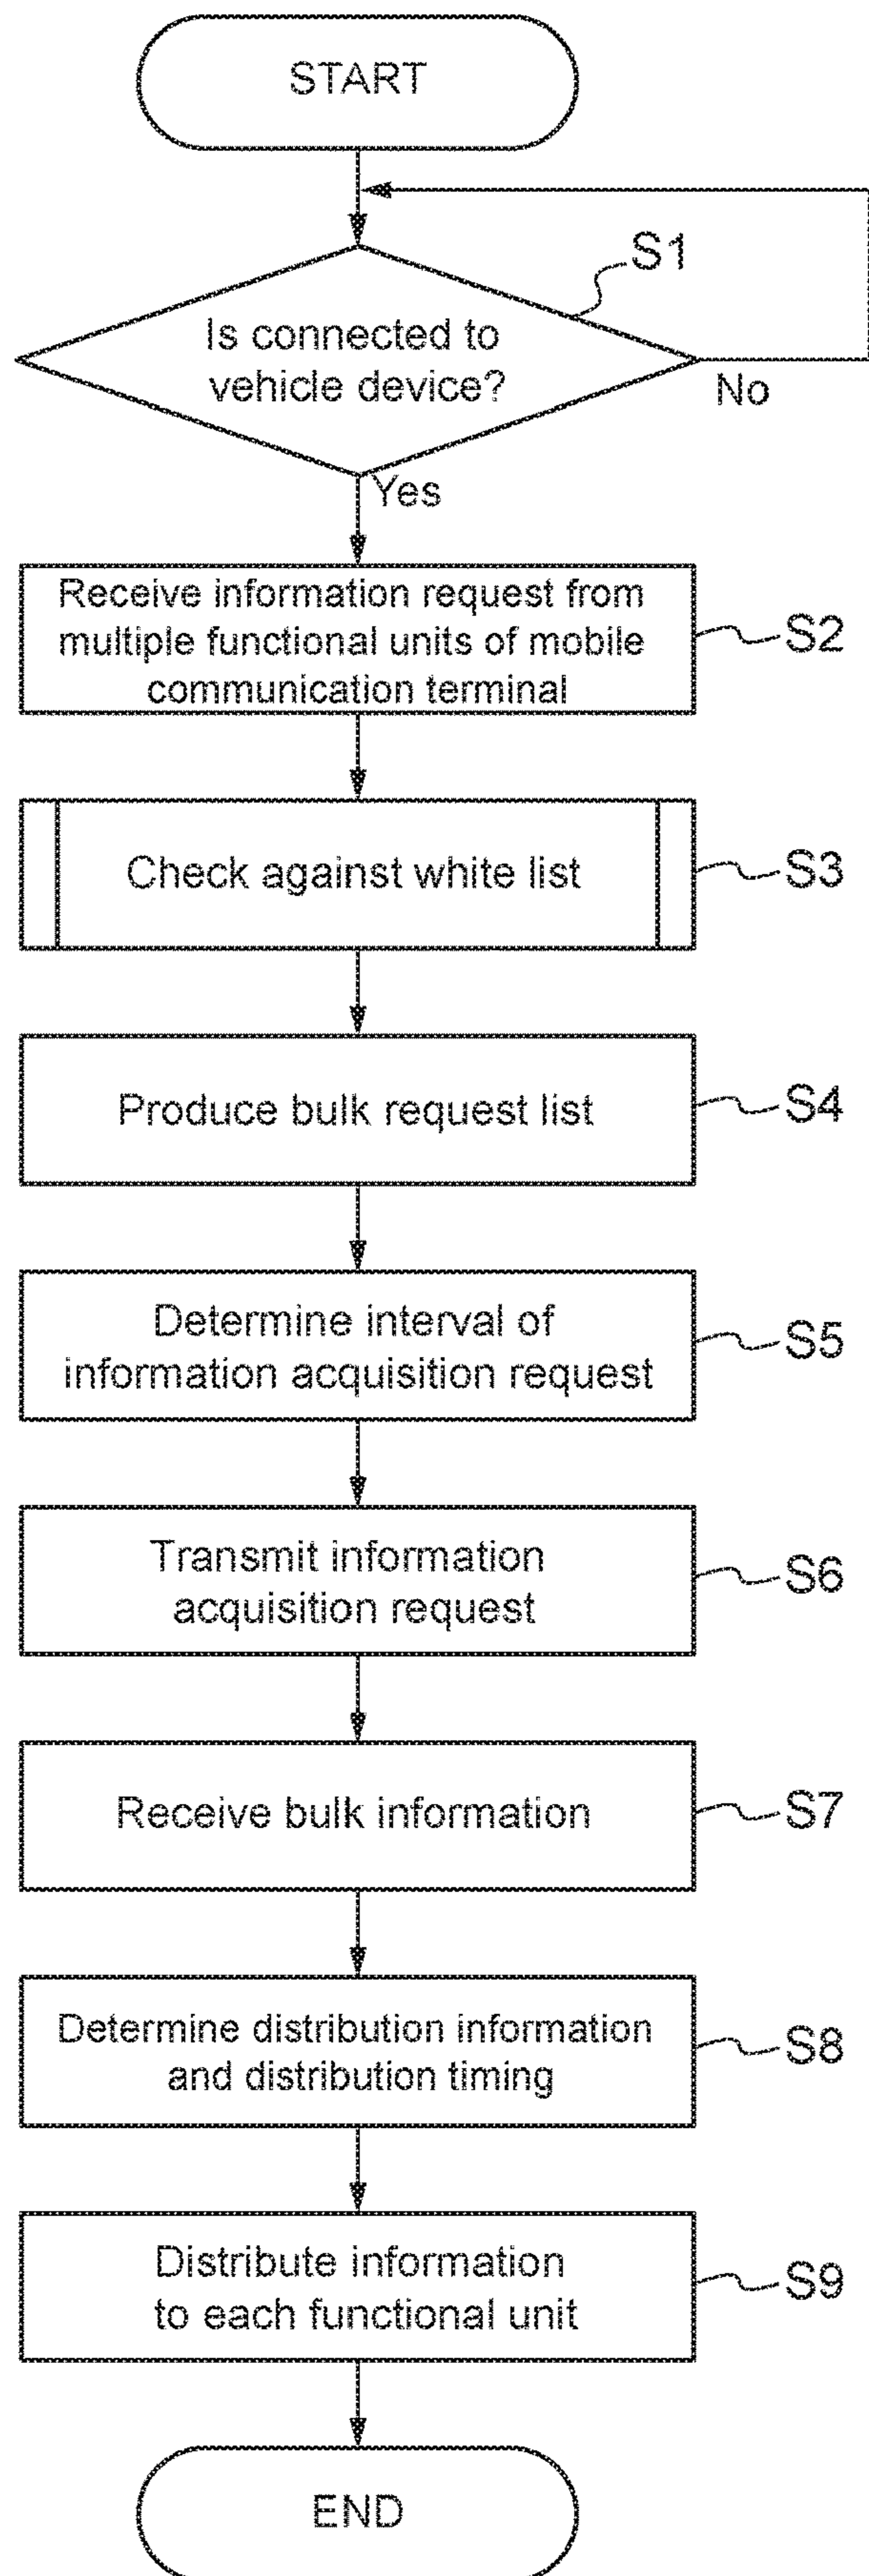 START
S1
Is connected to
vehicle device?
No
Yes
Receive information request from
multiple functional units of mobile
communication terminal
S2
Check against white list
S3
Produce bulk request list
S4
Determine interval of
information acquisition request
S5
Transmit information
acquisition request
S6
Receive bulk information
S7
Determine distribution information
and distribution timing
S8
Distribute information
to each functional unit
S9
END